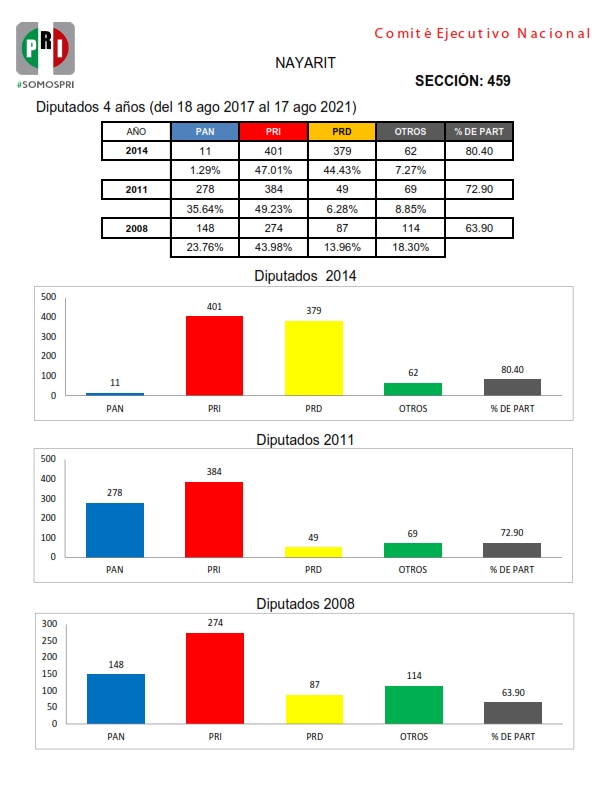 Comité Ejecutivo Nacional
PRI
#SOMOSPRI
NAYARIT
SECCIÓN: 459
Diputados 4 años (del 18 ago 2017 al 17 ago 2021)
AÑO PAN PRI PRD OTROS % DE PART
2014 11 401 379 62 80.40
1.29% 47.01% 44.43% 7.27%
2011 278 384 49 69 72.90
35.64% 49.23% 6.28% 8.85%
2008 148 274 87 114 63.90
23.76% 43.98% 13.96% 18.30%
Diputados 2014
500
400
300
200
100
0
11 401 379 62 80.40
PAN PRI PRD OTROS % DE PART
Diputados 2011
500
400
300
200
100
0
278 384 49 69 72.90
PAN PRI PRD OTROS % DE PART
Diputados 2008
300
250
200
150
100
50
0
148 274 87 114 63.90
PAN PRI PRD OTROS % DE PART